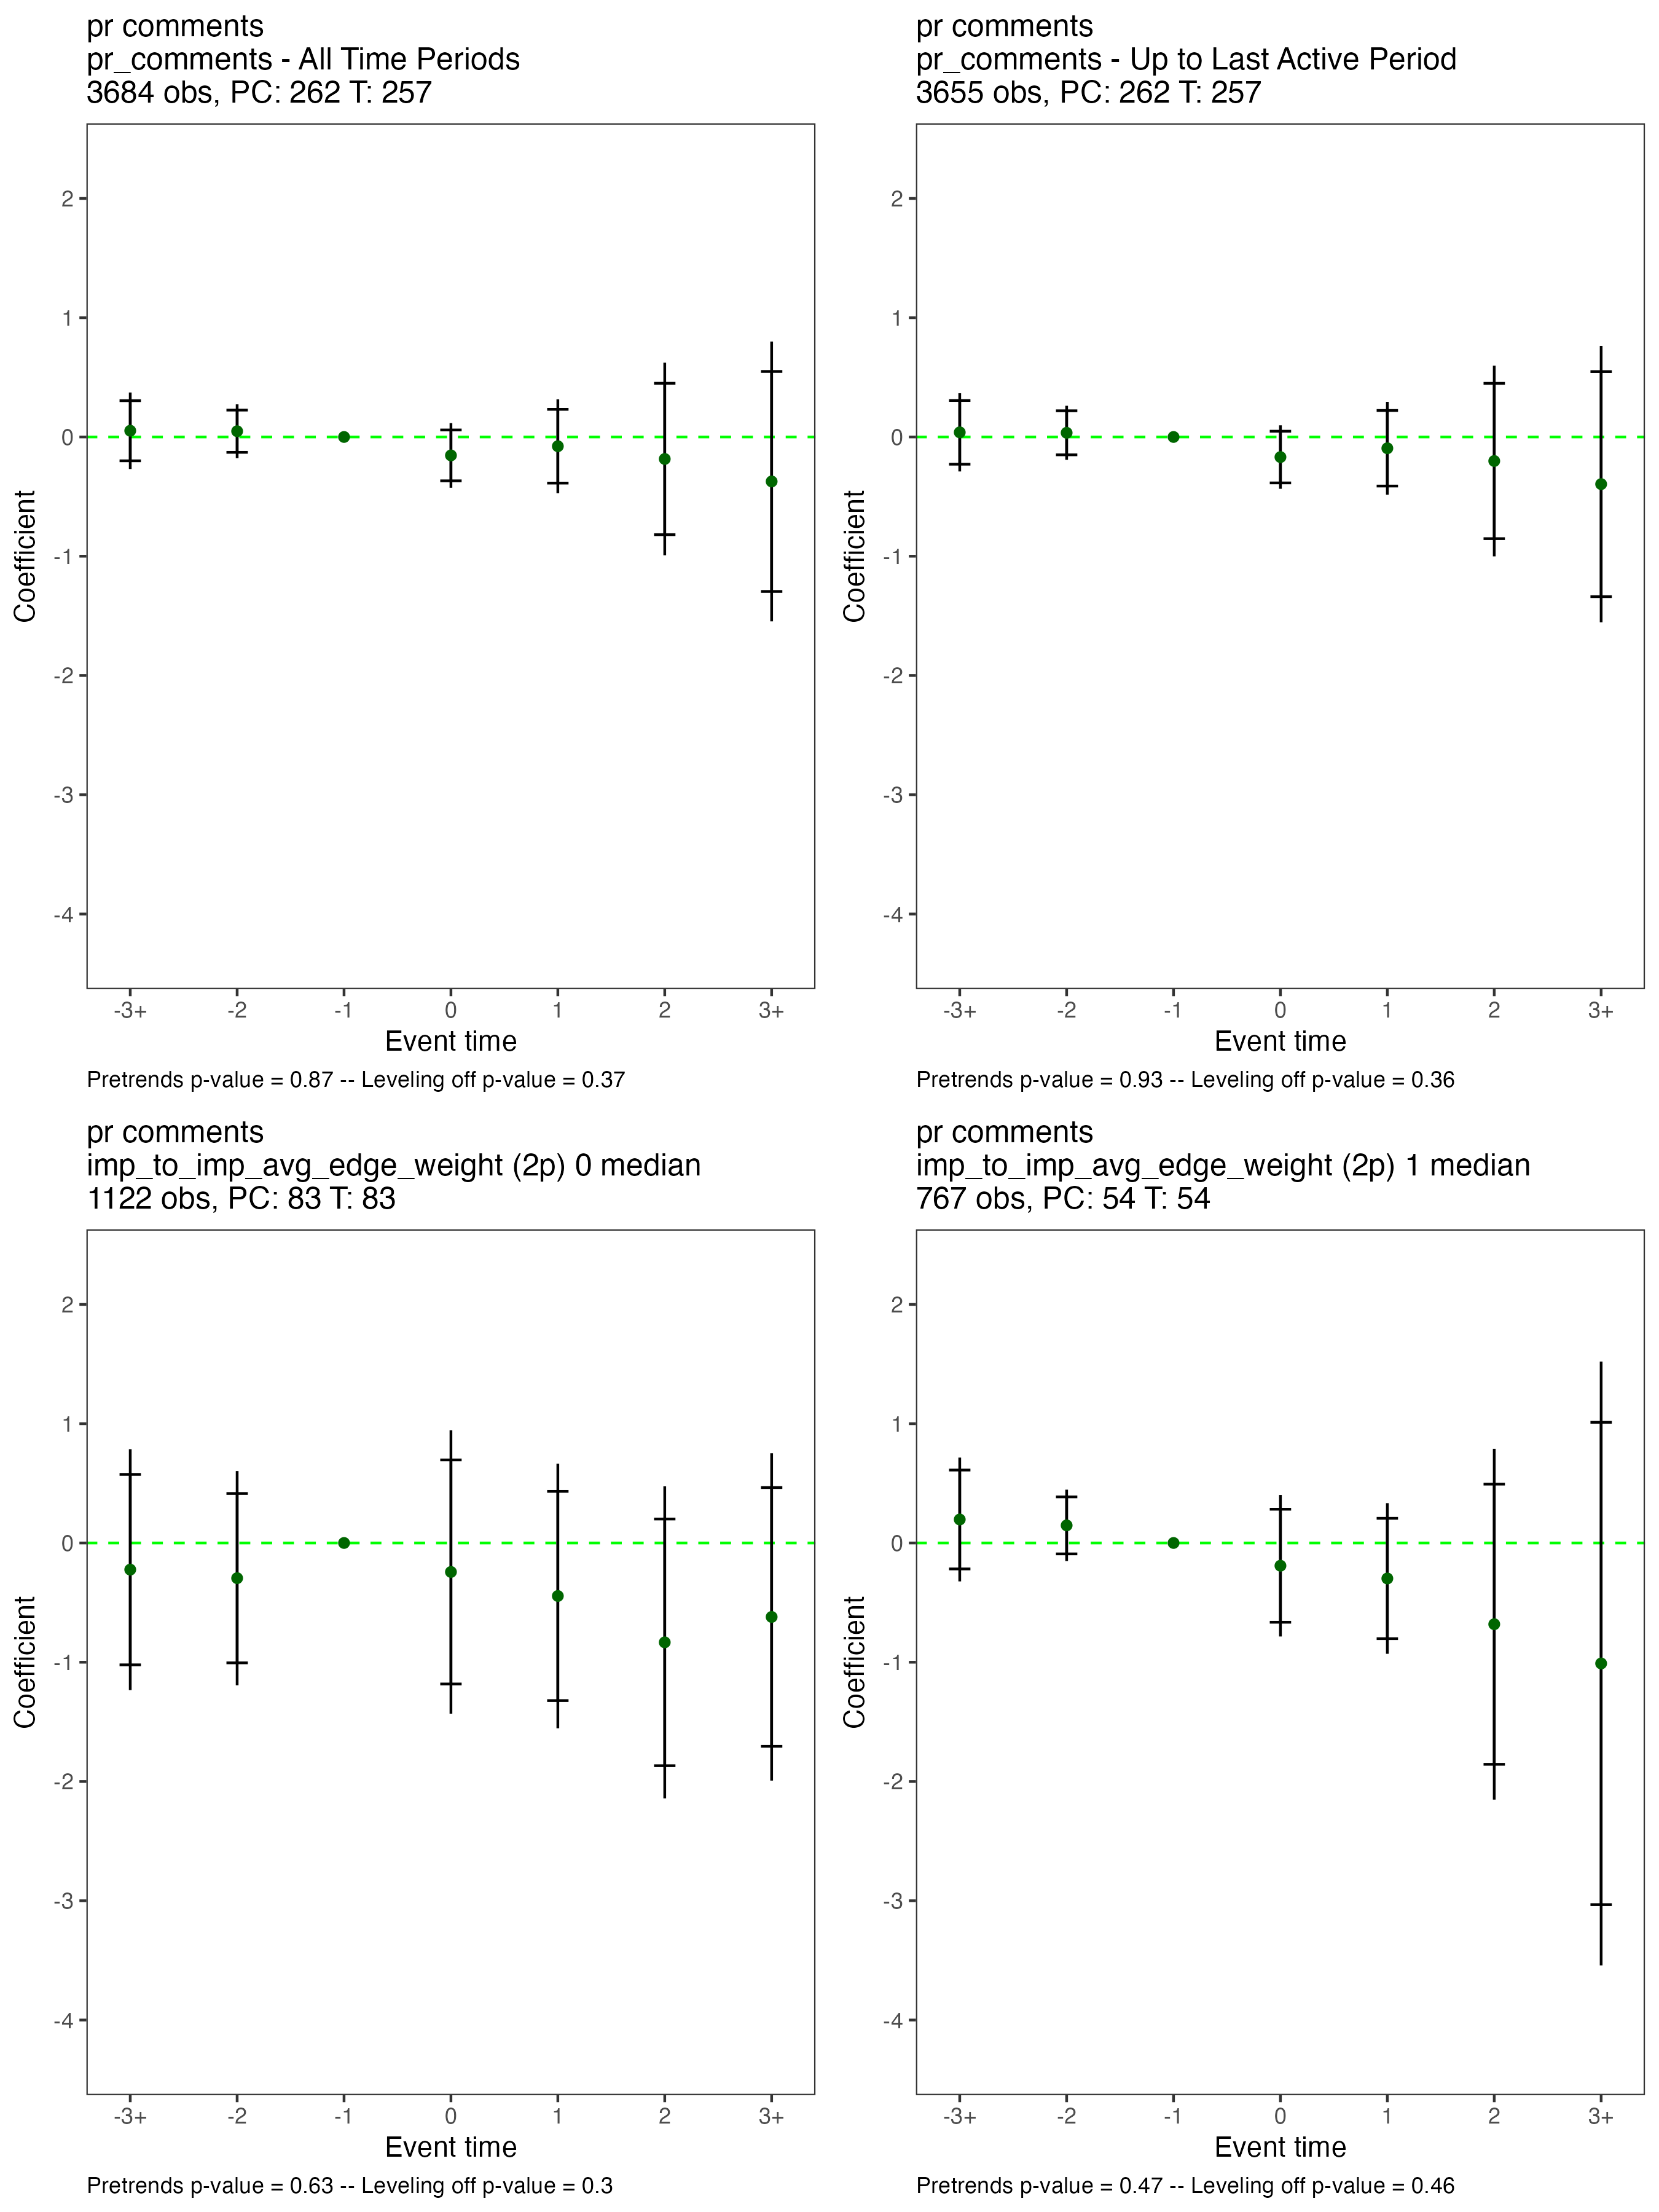 pr comments
pr_comments - All Time Periods
3684 obs, PC: 262 T: 257
Coefficient
2
1
0
-1
-2
-3
-4
-3+ -2 -1 0 1 2 3+
Event time
Pretrends p-value = 0.87 -- Leveling off p-value = 0.37
pr comments
pr_comments - Up to Last Active Period
3655 obs, PC: 262 T: 257
Coefficient
2
1
0
-1
-2
-3
-4
-3+ -2 -1 0 1 2 3+
Event time
Pretrends p-value = 0.93 -- Leveling off p-value = 0.36
pr comments
imp_to_imp_avg_edge_weight (2p) 0 median
1122 obs, PC: 83 T: 83
Coefficient
2
1
0
-1
-2
-3
-4
-3+ -2 -1 0 1 2 3+
Event time
Pretrends p-value = 0.63 -- Leveling off p-value = 0.3
pr comments
imp_to_imp_avg_edge_weight (2p) 1 median
767 obs, PC: 54 T: 54
Coefficient
2
1
0
-1
-2
-3
-4
-3+ -2 -1 0 1 2 3+
Event time
Pretrends p-value = 0.47 -- Leveling off p-value = 0.46